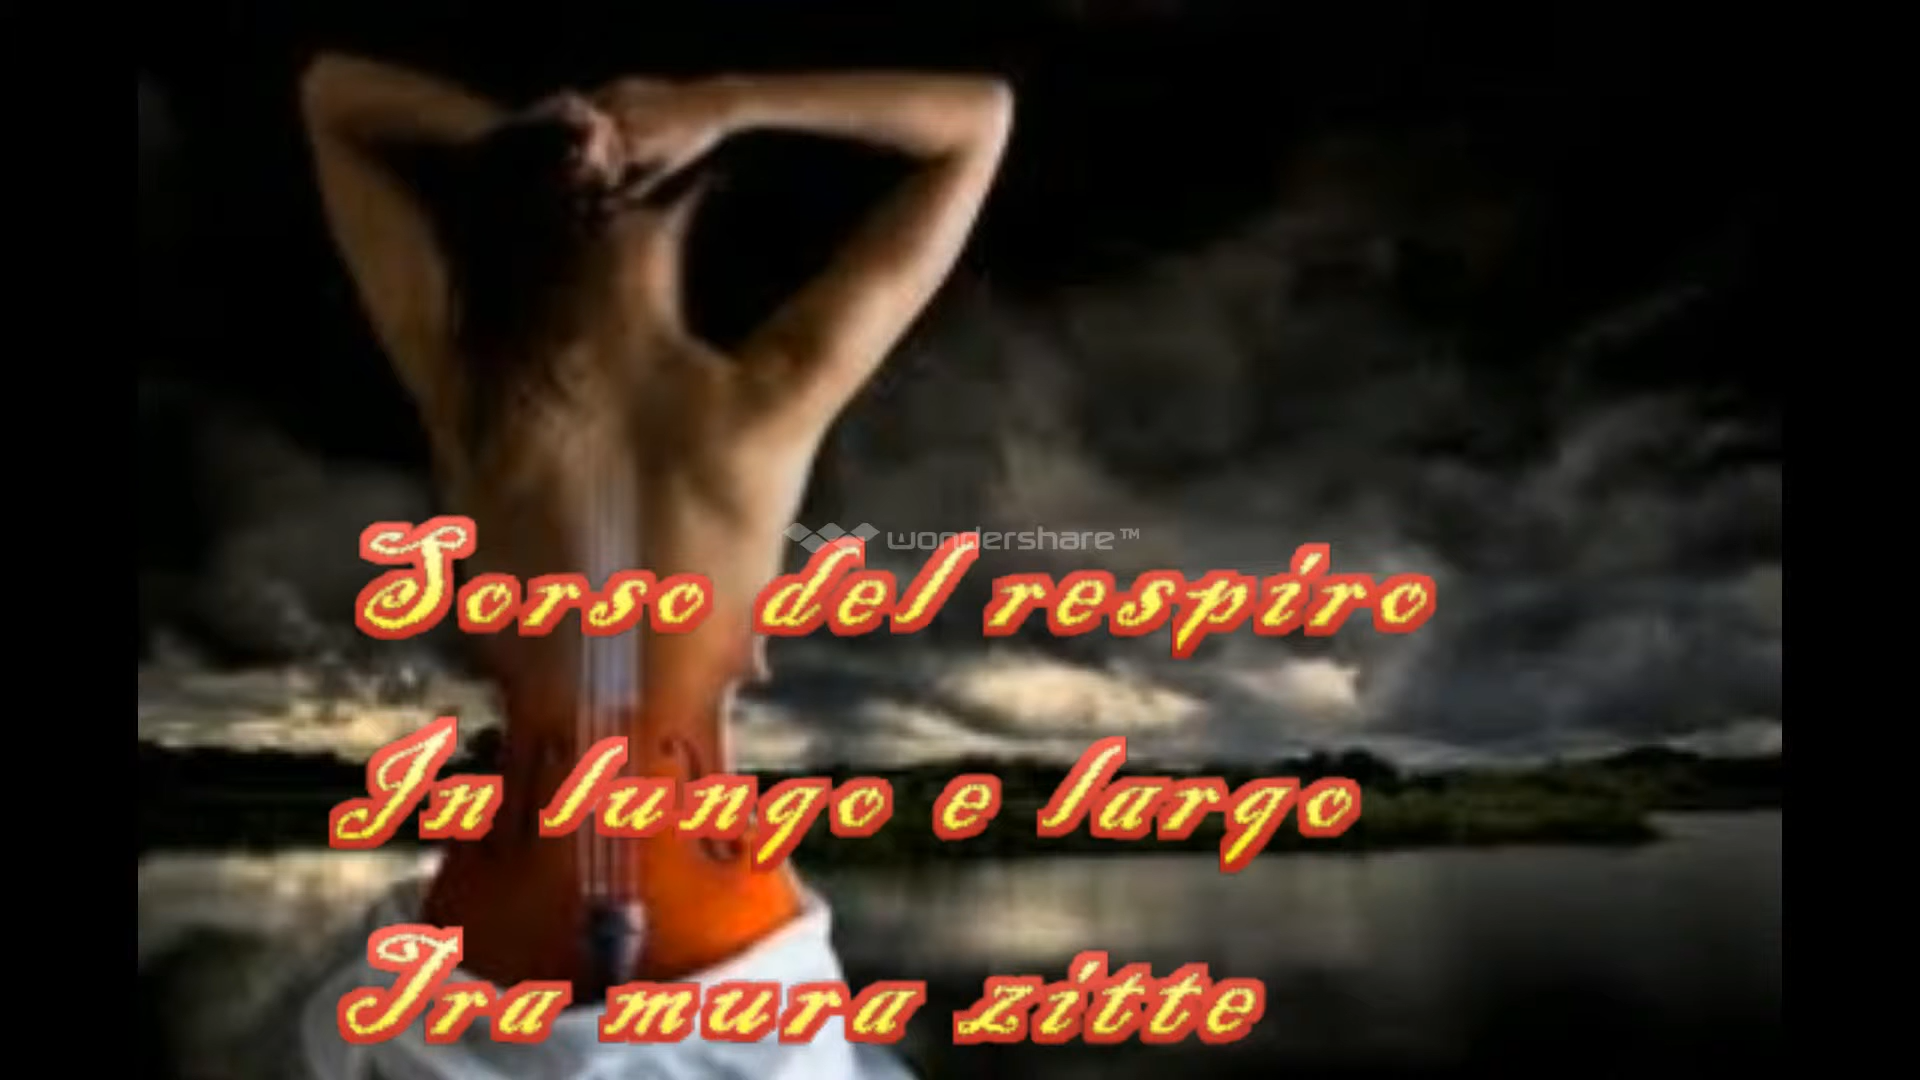 wondershare™
Sorso del respiro
In lungo e largo
Tra mura zitte